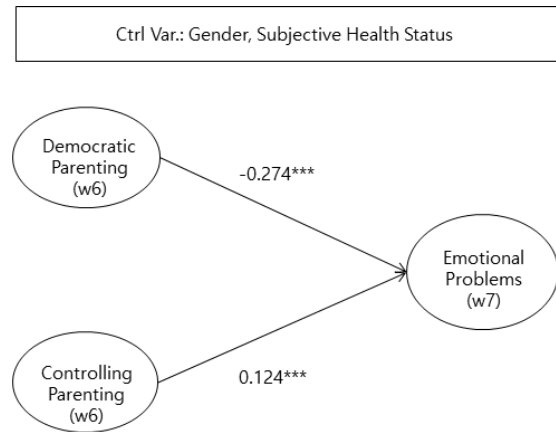 Ctrl Var.: Gender, Subjective Health Status
Democratic
Parenting
(w6)
-0.274***
Emotional
Problems
(w7)
Controlling
Parenting
(w6)
0.124***